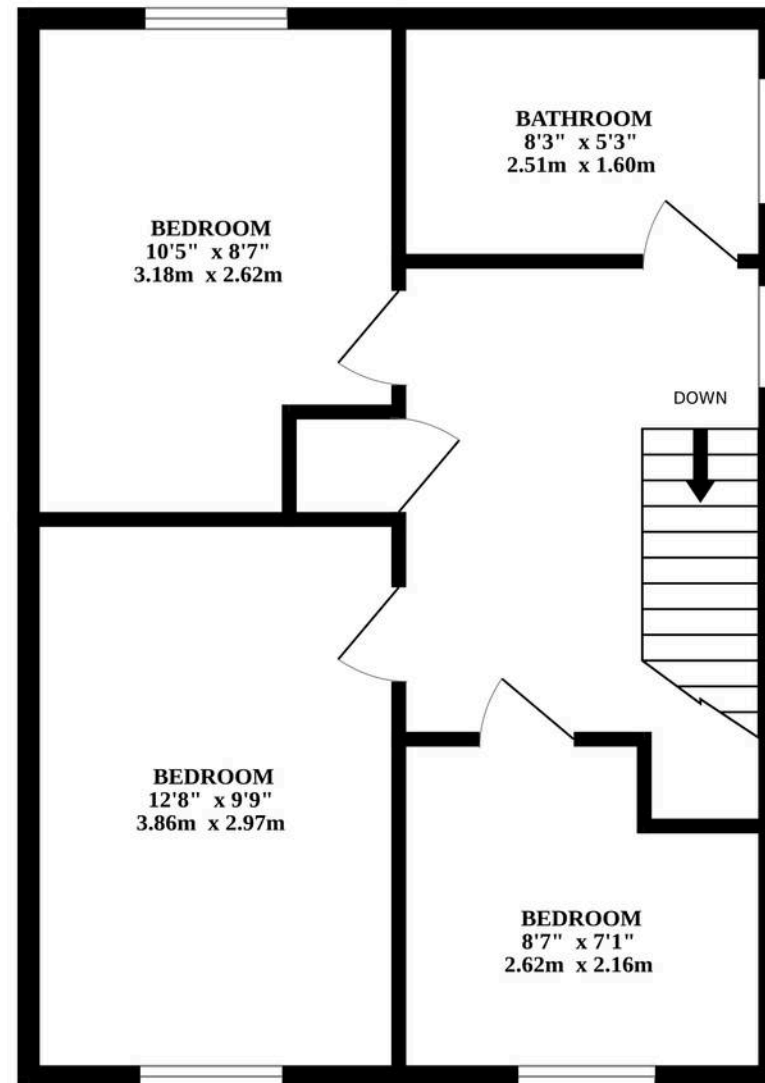 BATHROOM
8'3" x 5'3"
2.51m x 1.60m
BEDROOM
10'5" x 8'7"
3.18m x 2.62m
DOWN
BEDROOM
12'8" x 9'9"
3.86m x 2.97m
BEDROOM
8'7" x 7'1"
2.62m x 2.16m